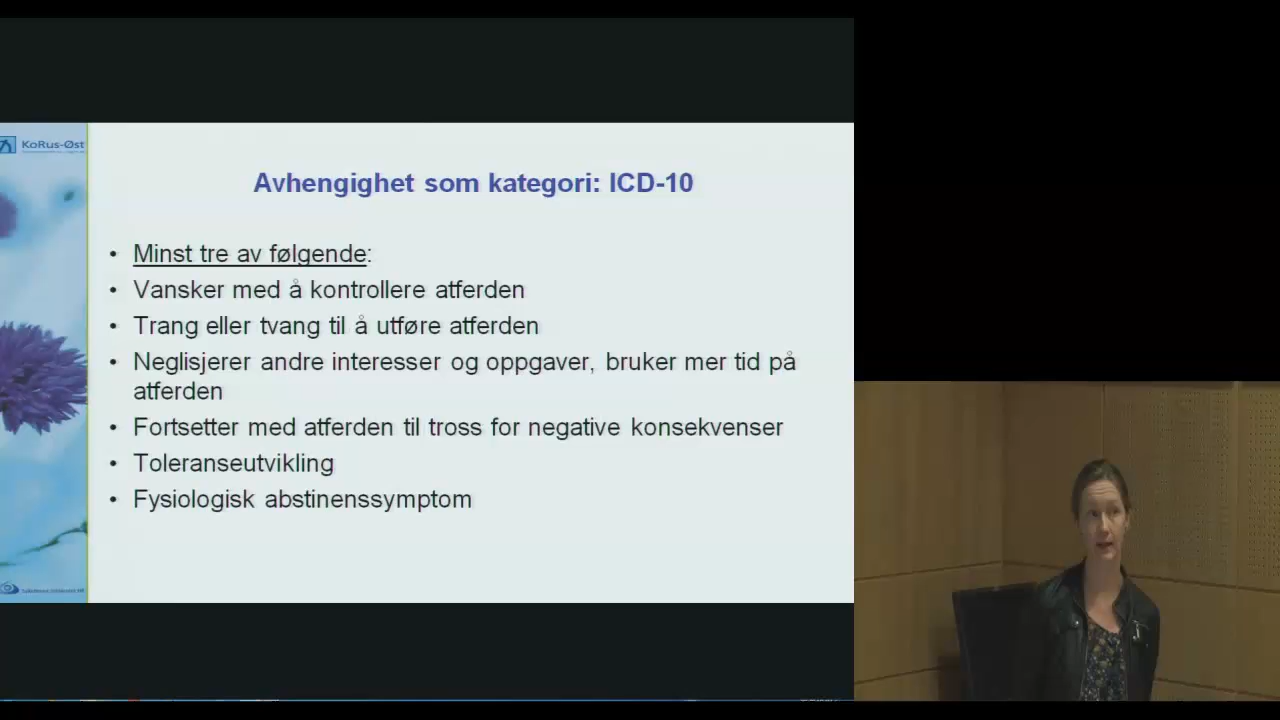 KoRus-Øst
Avhengighet som kategori: ICD-10
• Minst tre av følgende:
• Vansker med å kontrollere atferden
• Trang eller tvang til å utføre atferden
• Neglisjerer andre interesser og oppgaver, bruker mer tid på
atferden
• Fortsetter med atferden til tross for negative konsekvenser
• Toleranseutvikling
• Fysiologisk abstinenssymptom